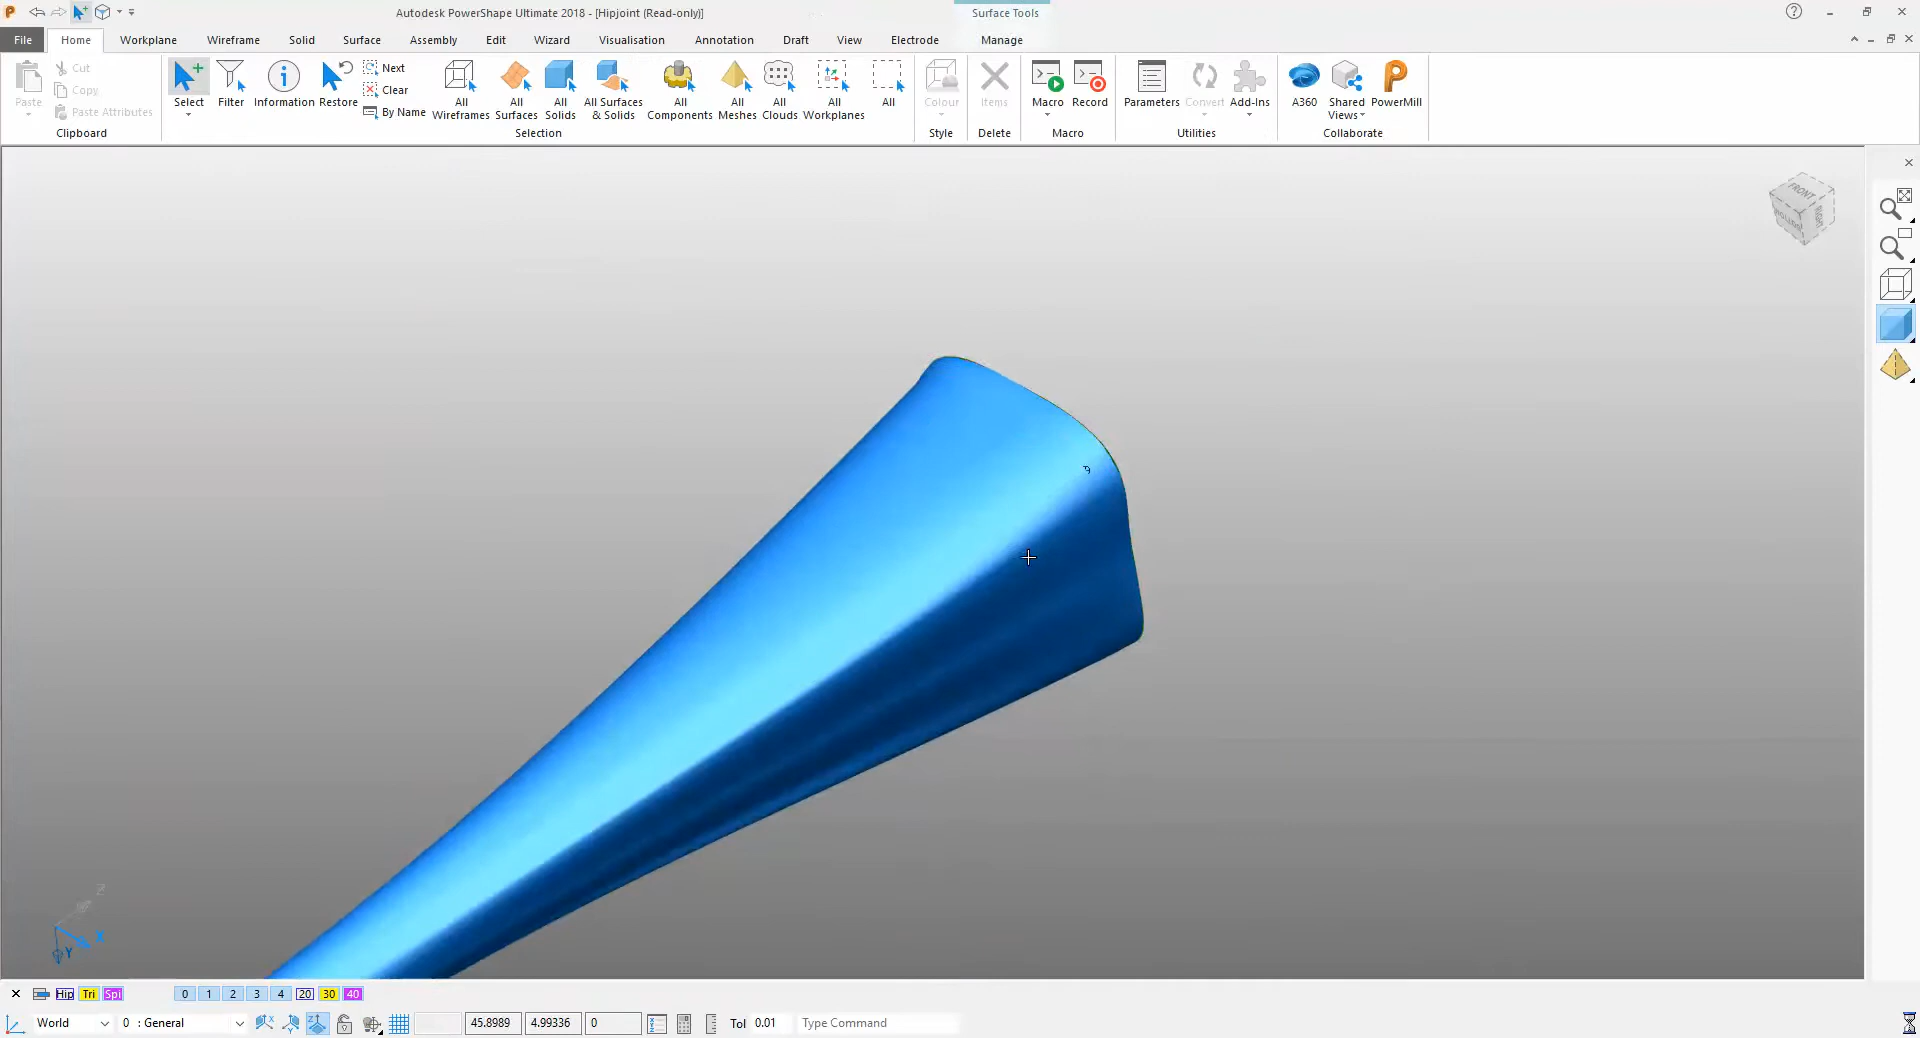 Autodesk PowerShape Ultimate 2018 - [Hipjoint (Read-only)]
Surface Tools
File Home Workplane Wireframe Solid Surface Assembly Edit Wizard Visualisation Annotation Draft View Electrode Manage
Paste
Cut
Copy
Paste Attributes
Clipboard
Select
Filter
Information
Restore
Next
Clear
By Name
All Wireframes
All Surfaces
All Solids
All Surfaces & Solids
All Components
All Meshes
All Clouds
All Workplanes
All
Selection
Colour
Style
Items
Delete
Macro
Record
Macro
Parameters
Convert
Add-Ins
Utilities
A360
Shared Views
PowerMill
Collaborate
FRONT
RIGHT
BOTTOM
Z
X
Y
Hip Tri Spi 0 1 2 3 4 20 30 40
World 0 : General 45.8989 4.99336 0 Tol 0.01 Type Command